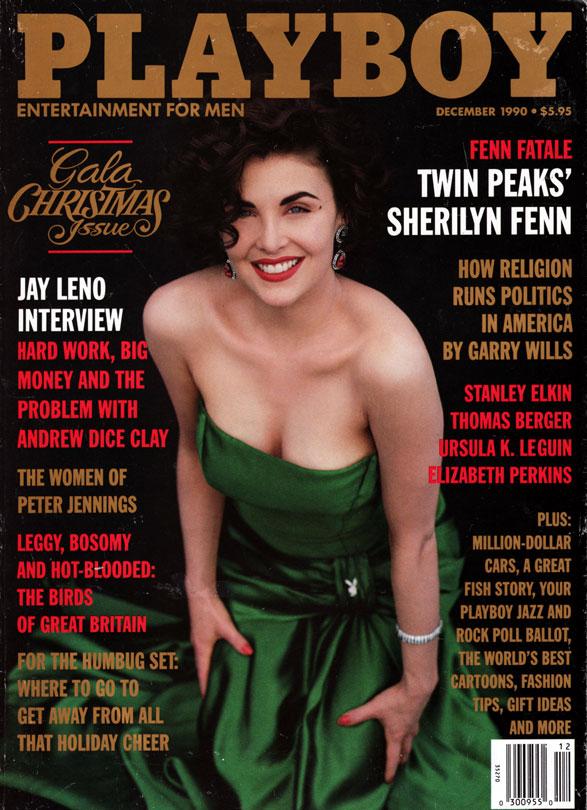 PLAYBOY
ENTERTAINMENT FOR MEN
DECEMBER 1990 • $5.95
Gala
CHRISTMAS
Issue
JAY LENO
INTERVIEW
HARD WORK, BIG
MONEY AND THE
PROBLEM WITH
ANDREW DICE CLAY
THE WOMEN OF
PETER JENNINGS
LEGGY, BOSOMY
AND HOT-BLOODED:
THE BIRDS
OF GREAT BRITAIN
FOR THE HUMBUG SET:
WHERE TO GO TO
GET AWAY FROM ALL
THAT HOLIDAY CHEER
FENN FATALE
TWIN PEAKS’
SHERILYN FENN
HOW RELIGION
RUNS POLITICS
IN AMERICA
BY GARRY WILLS
STANLEY ELKIN
THOMAS BERGER
URSULA K. LE GUIN
ELIZABETH PERKINS
PLUS:
MILLION-DOLLAR
CARS, A GREAT
FISH STORY, YOUR
PLAYBOY JAZZ AND
ROCK POLL BALLOT,
THE WORLD’S BEST
CARTOONS, FASHION
TIPS, GIFT IDEAS
AND MORE
12
35270
0 300955 0